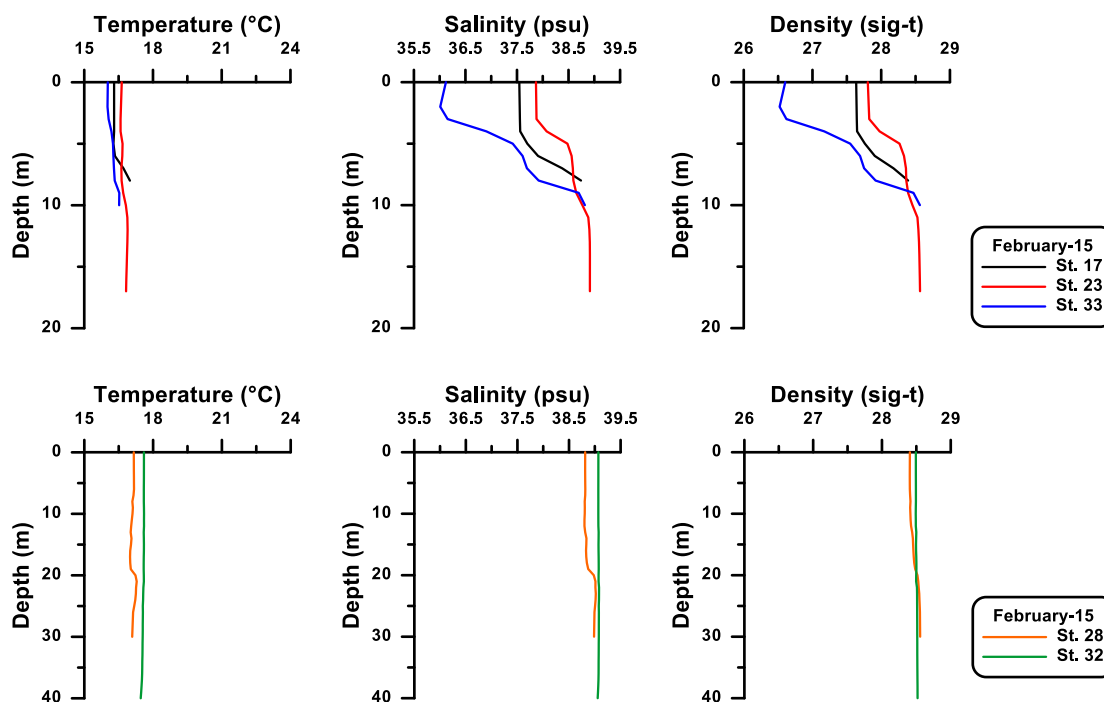 Temperature (°C) Salinity (psu) Density (sig-t)
15 18 21 24 35.5 36.5 37.5 38.5 39.5 26 27 28 29
0 0 0
10 10 10
20 20 20
Depth (m) Depth (m) Depth (m)
February-15
St. 17
St. 23
St. 33
Temperature (°C) Salinity (psu) Density (sig-t)
15 18 21 24 35.5 36.5 37.5 38.5 39.5 26 27 28 29
0 0 0
10 10 10
20 20 20
30 30 30
40 40 40
Depth (m) Depth (m) Depth (m)
February-15
St. 28
St. 32